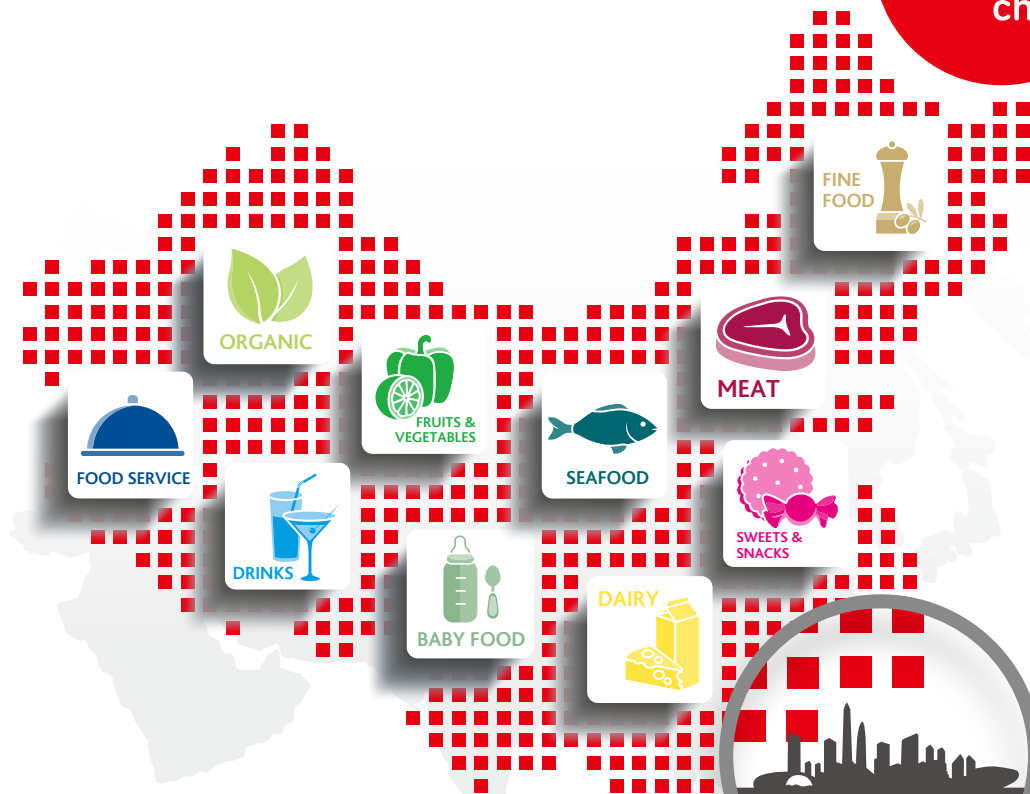 FINE
FOOD
ORGANIC
MEAT
FRUITS &
VEGETABLES
FOOD SERVICE
SEAFOOD
SWEETS &
SNACKS
DRINKS
DAIRY
BABY FOOD